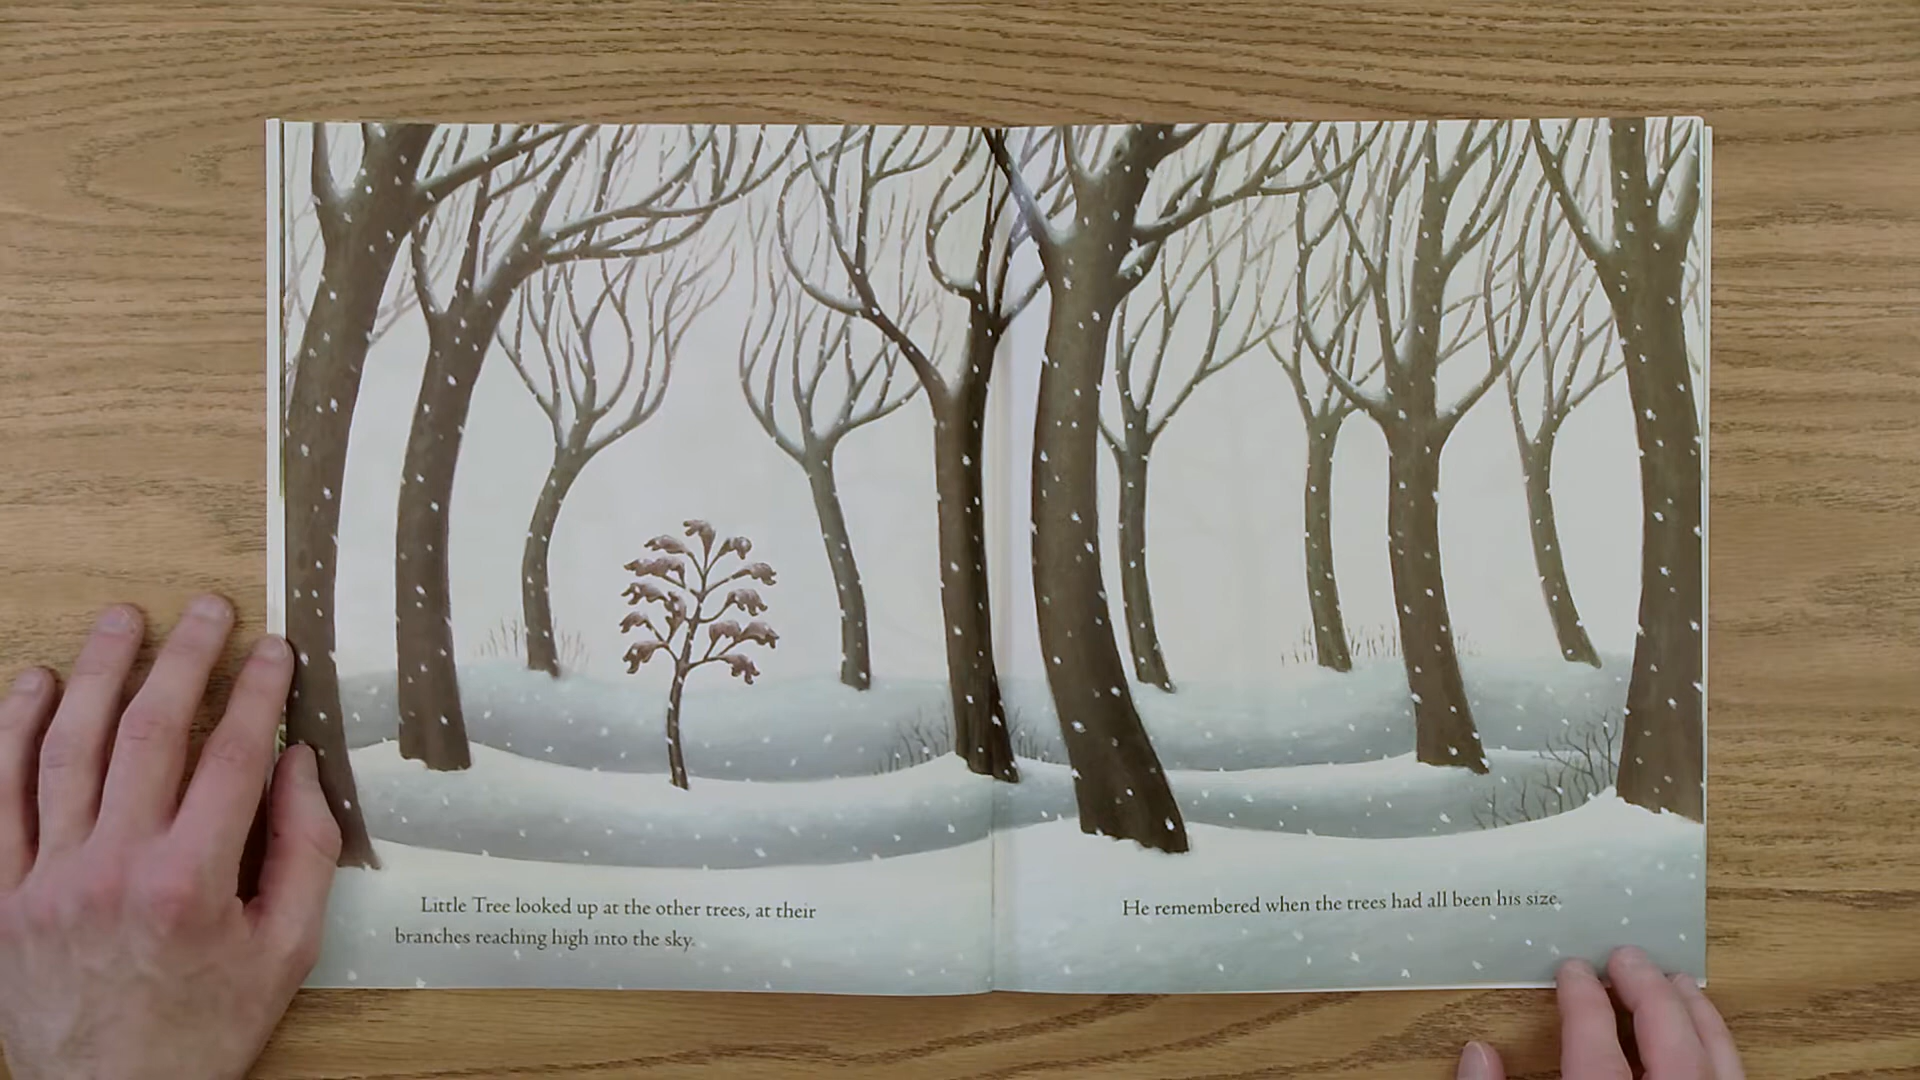 Little Tree looked up at the other trees, at their
branches reaching high into the sky.
He remembered when the trees had all been his size.